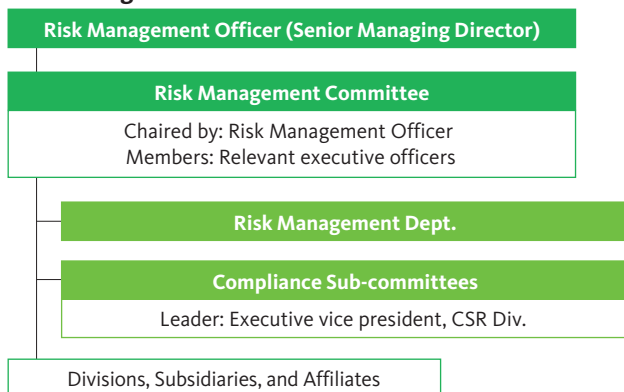 Risk Management Officer (Senior Managing Director)
Risk Management Committee
Chaired by: Risk Management Officer
Members: Relevant executive officers
Risk Management Dept.
Compliance Sub-committees
Leader: Executive vice president, CSR Div.
Divisions, Subsidiaries, and Affiliates